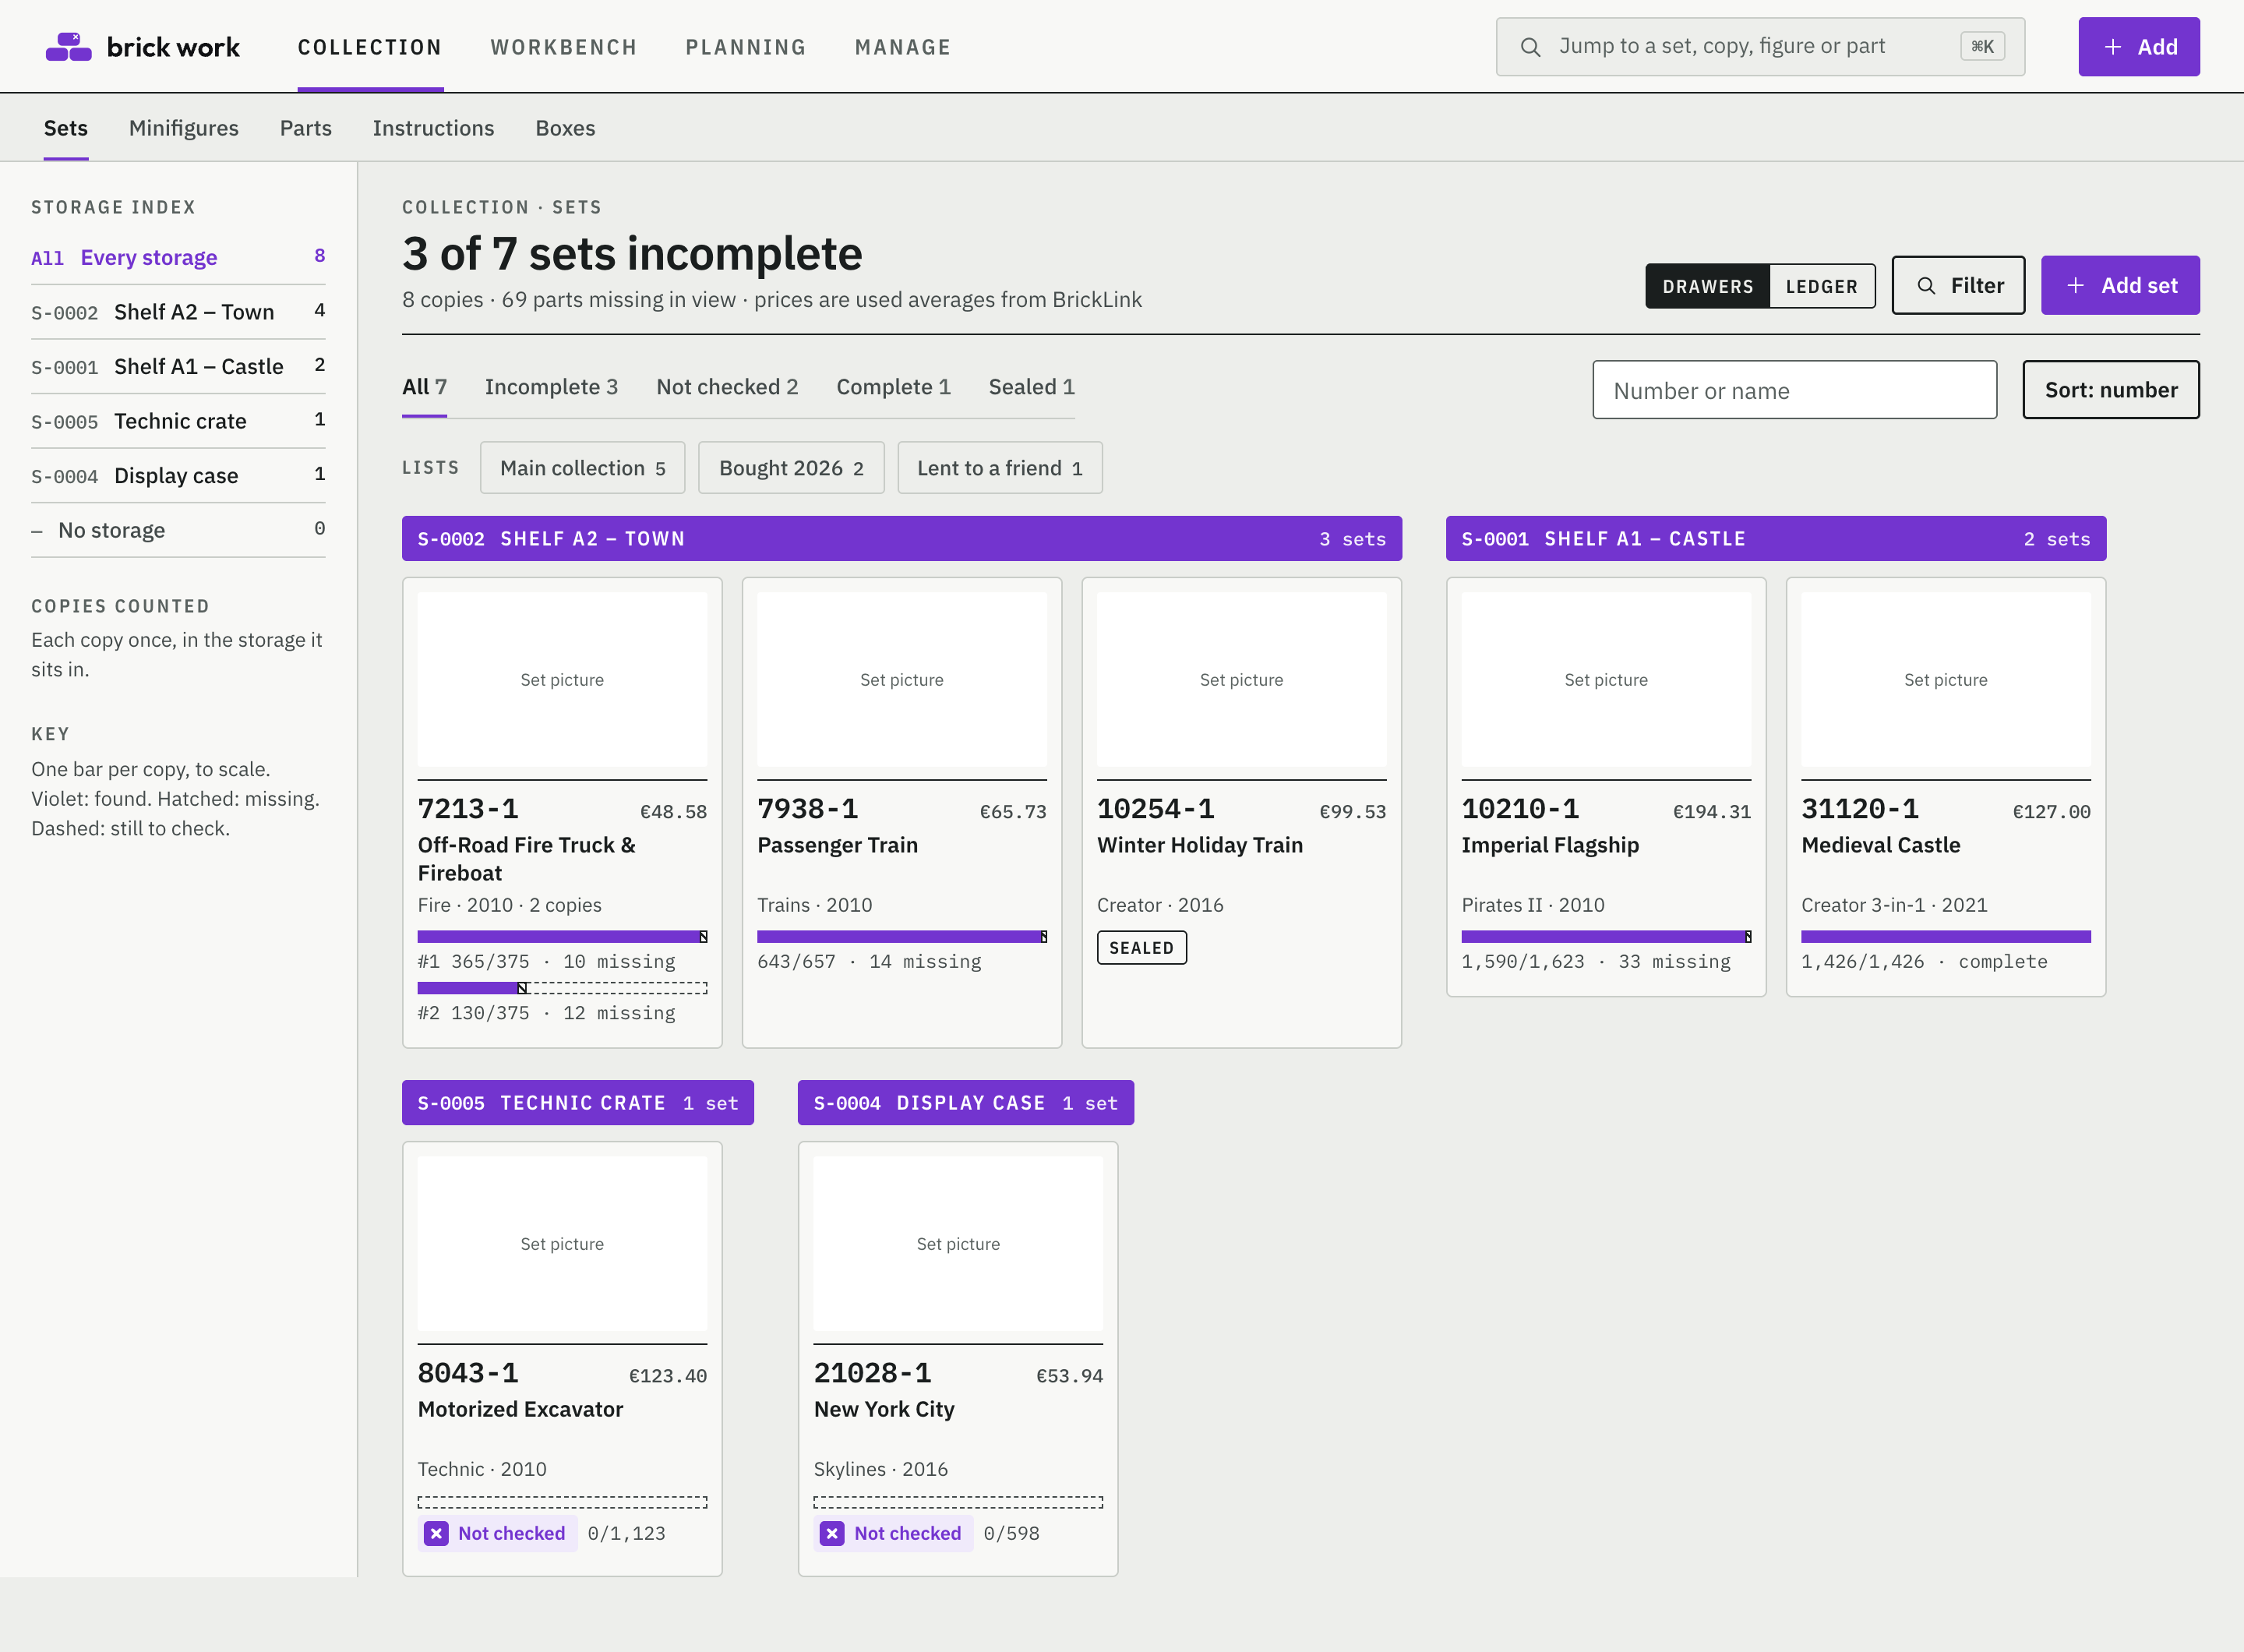 brick work
COLLECTION
WORKBENCH
PLANNING
MANAGE
Jump to a set, copy, figure or part
⌘K
+ Add
Sets
Minifigures
Parts
Instructions
Boxes
STORAGE INDEX
All Every storage 8
S-0002 Shelf A2 – Town 4
S-0001 Shelf A1 – Castle 2
S-0005 Technic crate 1
S-0004 Display case 1
– No storage 0
COPIES COUNTED
Each copy once, in the storage it
sits in.
KEY
One bar per copy, to scale.
Violet: found. Hatched: missing.
Dashed: still to check.
COLLECTION · SETS
3 of 7 sets incomplete
8 copies · 69 parts missing in view · prices are used averages from BrickLink
DRAWERS
LEDGER
Filter
+ Add set
All 7
Incomplete 3
Not checked 2
Complete 1
Sealed 1
Number or name
Sort: number
LISTS
Main collection 5
Bought 2026 2
Lent to a friend 1
S-0002 SHELF A2 – TOWN 3 sets
Set picture
7213-1 €48.58
Off-Road Fire Truck &
Fireboat
Fire · 2010 · 2 copies
#1 365/375 · 10 missing
#2 130/375 · 12 missing
Set picture
7938-1 €65.73
Passenger Train
Trains · 2010
643/657 · 14 missing
Set picture
10254-1 €99.53
Winter Holiday Train
Creator · 2016
SEALED
S-0001 SHELF A1 – CASTLE 2 sets
Set picture
10210-1 €194.31
Imperial Flagship
Pirates II · 2010
1,590/1,623 · 33 missing
Set picture
31120-1 €127.00
Medieval Castle
Creator 3-in-1 · 2021
1,426/1,426 · complete
S-0005 TECHNIC CRATE 1 set
Set picture
8043-1 €123.40
Motorized Excavator
Technic · 2010
Not checked 0/1,123
S-0004 DISPLAY CASE 1 set
Set picture
21028-1 €53.94
New York City
Skylines · 2016
Not checked 0/598